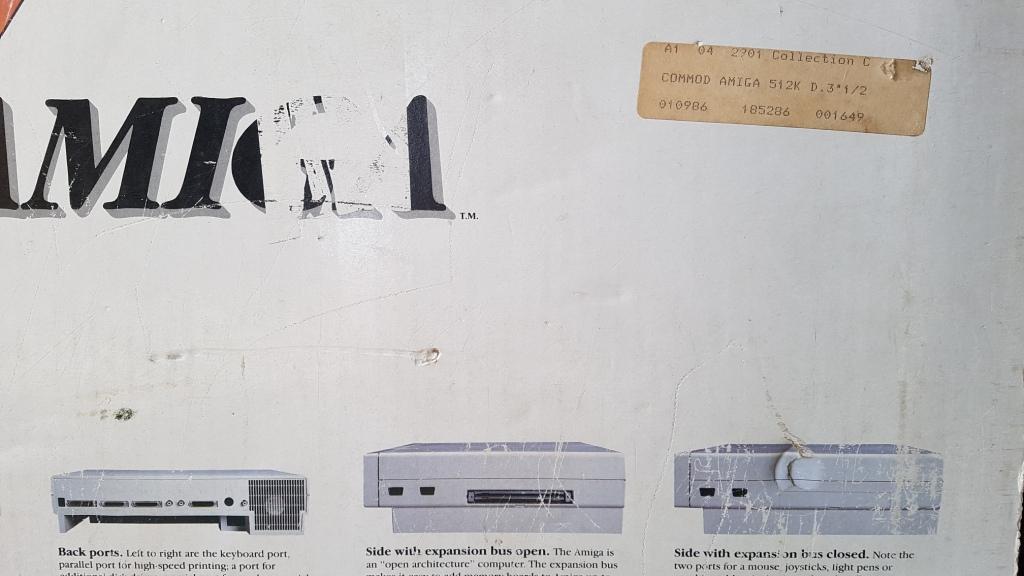 A1 04 2901 Collection C
COMMOD AMIGA 512K D.3"1/2
010986 185286 001649
AMIGA
T.M.
Back ports. Left to right are the keyboard port,
parallel port for high-speed printing; a port for
Side with expansion bus open. The Amiga is
an "open architecture" computer. The expansion bus
Side with expansion bus closed. Note the
two ports for a mouse, joysticks, light pens or